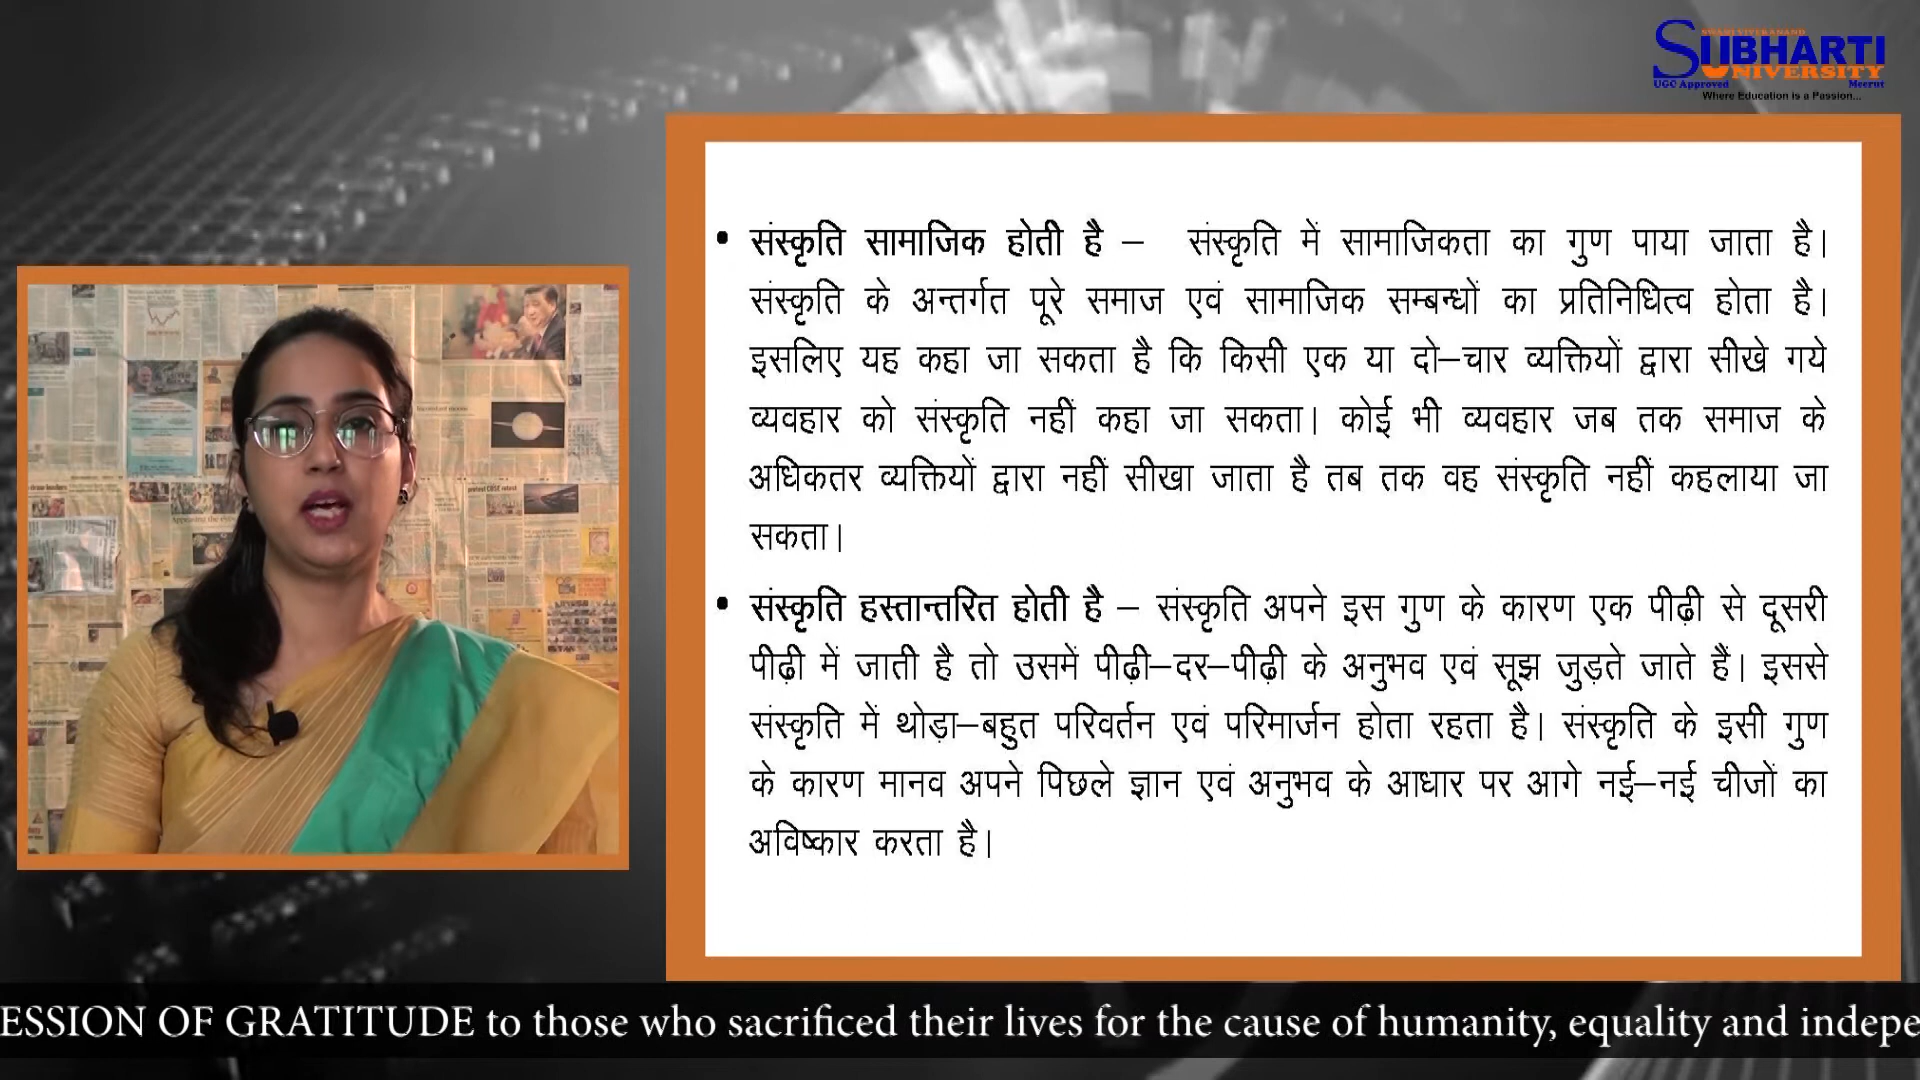 SWAMI VIVEKANAND
SUBHARTI
UNIVERSITY
UGC Approved Meerut
Where Education is a Passion...
• संस्कृति सामाजिक होती है – संस्कृति में सामाजिकता का गुण पाया जाता है।
संस्कृति के अन्तर्गत पूरे समाज एवं सामाजिक सम्बन्धों का प्रतिनिधित्व होता है।
इसलिए यह कहा जा सकता है कि किसी एक या दो–चार व्यक्तियों द्वारा सीखे गये
व्यवहार को संस्कृति नहीं कहा जा सकता। कोई भी व्यवहार जब तक समाज के
अधिकतर व्यक्तियों द्वारा नहीं सीखा जाता है तब तक वह संस्कृति नहीं कहलाया जा
सकता।
• संस्कृति हस्तान्तरित होती है – संस्कृति अपने इस गुण के कारण एक पीढ़ी से दूसरी
पीढ़ी में जाती है तो उसमें पीढ़ी–दर–पीढ़ी के अनुभव एवं सूझ जुड़ते जाते हैं। इससे
संस्कृति में थोड़ा–बहुत परिवर्तन एवं परिमार्जन होता रहता है। संस्कृति के इसी गुण
के कारण मानव अपने पिछले ज्ञान एवं अनुभव के आधार पर आगे नई–नई चीजों का
अविष्कार करता है।
ESSION OF GRATITUDE to those who sacrificed their lives for the cause of humanity, equality and indepe